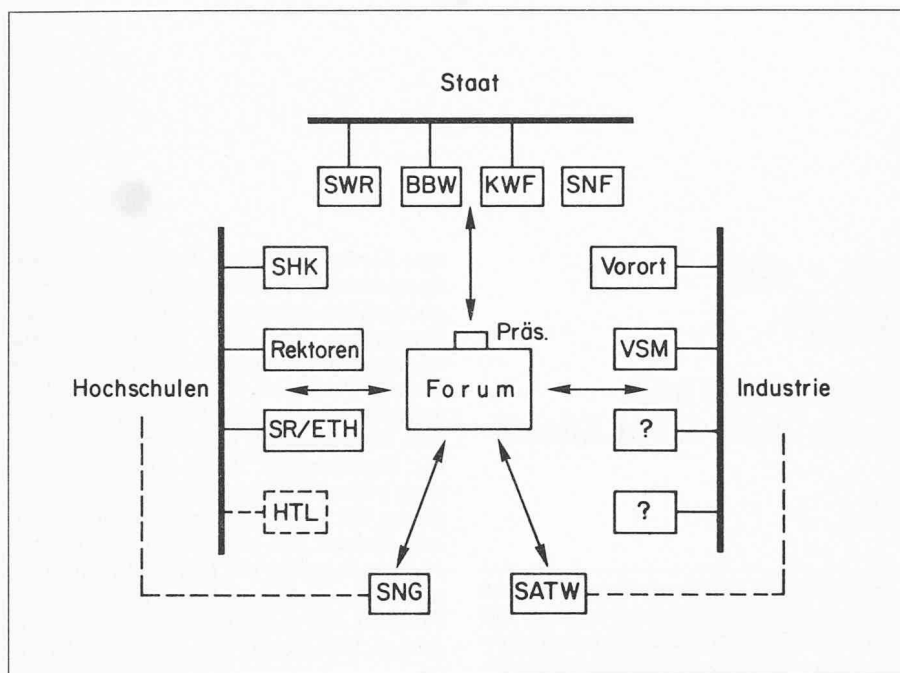 Staat
SWR BBW KWF SNF
SHK Vorort
Präs.
Rektoren VSM
Forum
Hochschulen Industrie
SR/ETH ?
HTL ?
SNG SATW